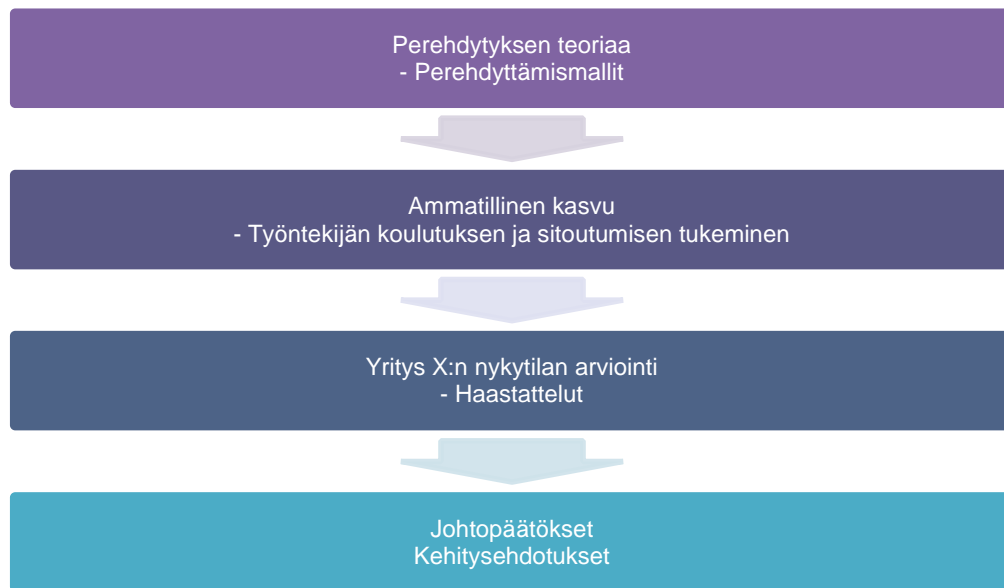 Perehdytyksen teoriaa
- Perehdyttämismallit
Ammatillinen kasvu
- Työntekijän koulutuksen ja sitoutumisen tukeminen
Yritys X:n nykytilan arviointi
- Haastattelut
Johtopäätökset
Kehitysehdotukset